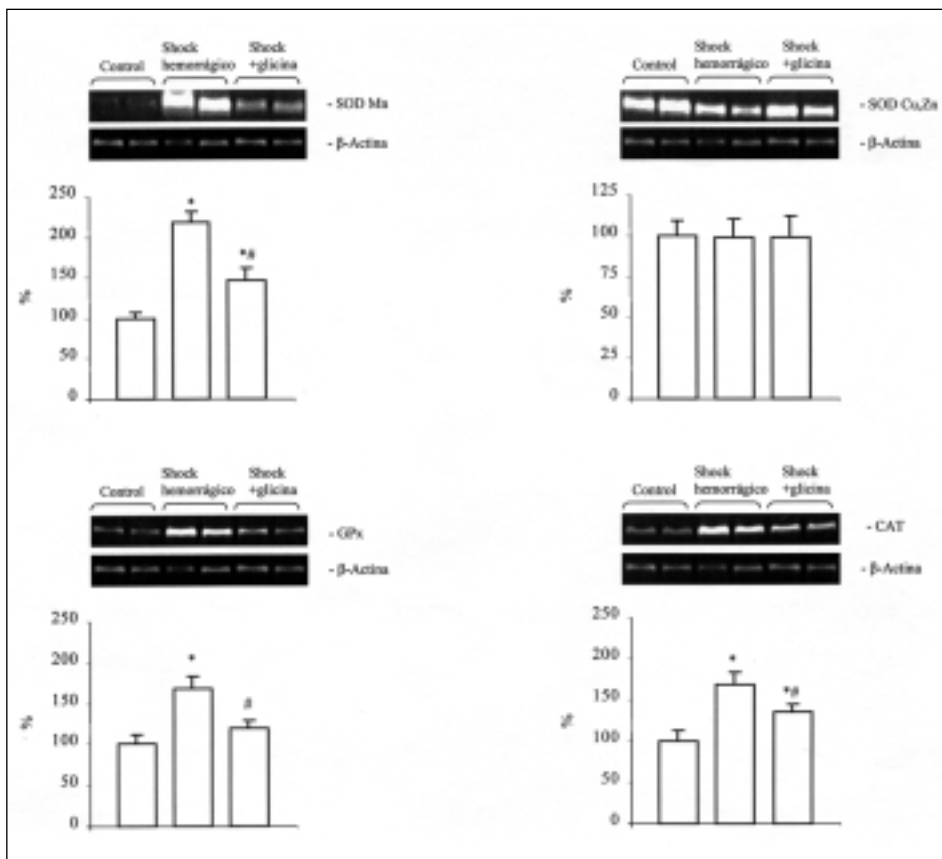 Control
Shock
hemorrágico
Shock
+glicina
- SOD Mn
- β-Actina
250
200
150
100
50
0
%
*
*#
Control
Shock
hemorrágico
Shock
+glicina
- SOD Cu,Zn
- β-Actina
125
100
75
50
25
0
%
Control
Shock
hemorrágico
Shock
+glicina
- GPx
- β-Actina
250
200
150
100
50
0
%
*
#
Control
Shock
hemorrágico
Shock
+glicina
- CAT
- β-Actina
250
200
150
100
50
0
%
*
*#